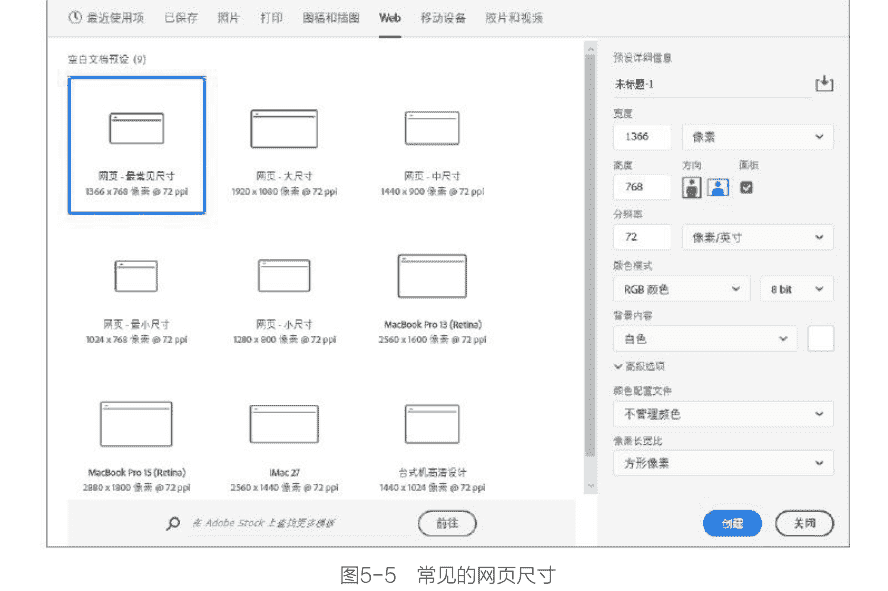 最近使用项 已保存 照片 打印 图稿和插图 Web 移动设备 胶片和视频
空白文档预设 (9)
网页 - 最常见尺寸
1366 x 768 像素 @ 72 ppi
网页 - 大尺寸
1920 x 1080 像素 @ 72 ppi
网页 - 中尺寸
1440 x 900 像素 @ 72 ppi
网页 - 最小尺寸
1024 x 768 像素 @ 72 ppi
网页 - 小尺寸
1280 x 800 像素 @ 72 ppi
MacBook Pro 13 (Retina)
2560 x 1600 像素 @ 72 ppi
MacBook Pro 15 (Retina)
2880 x 1800 像素 @ 72 ppi
iMac 27
2560 x 1440 像素 @ 72 ppi
台式机高清设计
1440 x 1024 像素 @ 72 ppi
在 Adobe Stock 上查找更多模板
前往
预设详细信息
未标题-1
宽度
1366 像素
高度 方向 画板
768
分辨率
72 像素/英寸
颜色模式
RGB 颜色 8 bit
背景内容
白色
高级选项
颜色配置文件
不管理颜色
像素长宽比
方形像素
创建 关闭
图5-5 常见的网页尺寸